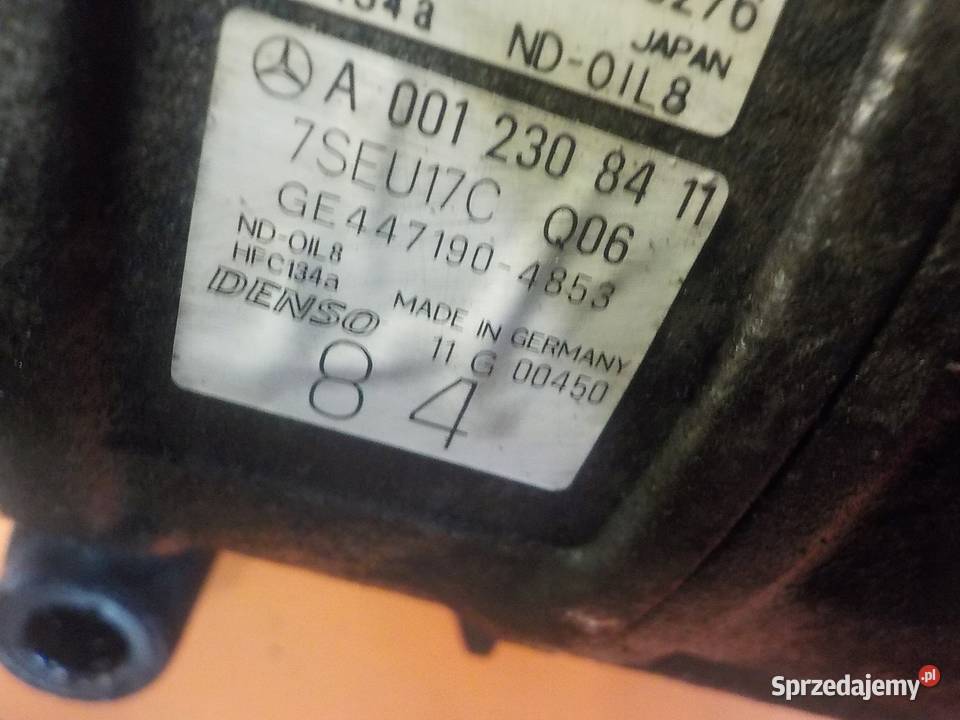 134a
JAPAN
ND-OIL8
A 001 230 84 11
7SEU17C Q06
GE447190-4853
ND-OIL8
HFC134a
DENSO
MADE IN GERMANY
11 G 00450
84
Sprzedajemy.pl